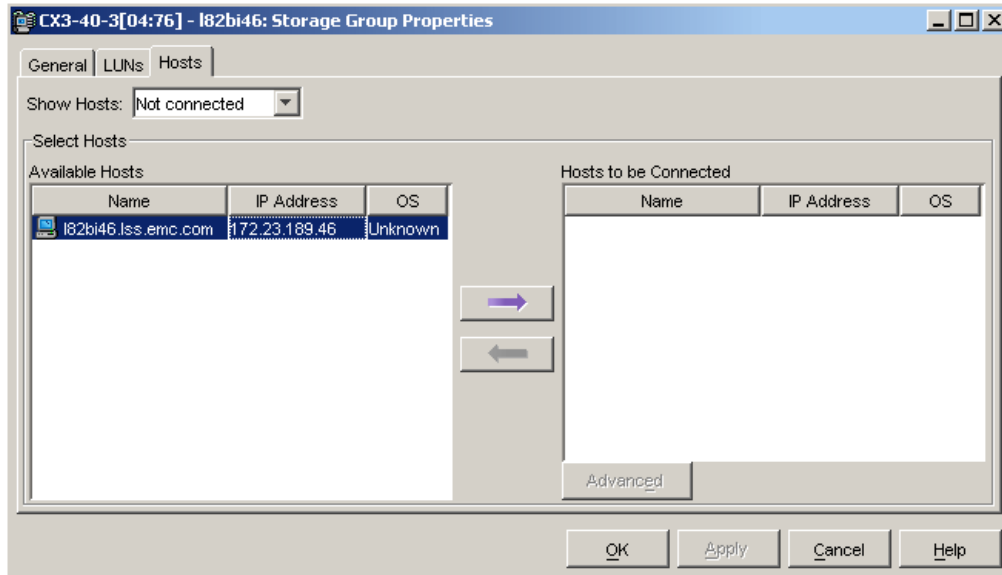 CX3-40-3[04:76] - l82bi46: Storage Group Properties
General LUNs Hosts
Show Hosts: Not connected
Select Hosts
Available Hosts
Name IP Address OS
l82bi46.lss.emc.com 172.23.189.46 Unknown
Hosts to be Connected
Name IP Address OS
Advanced
OK Apply Cancel Help